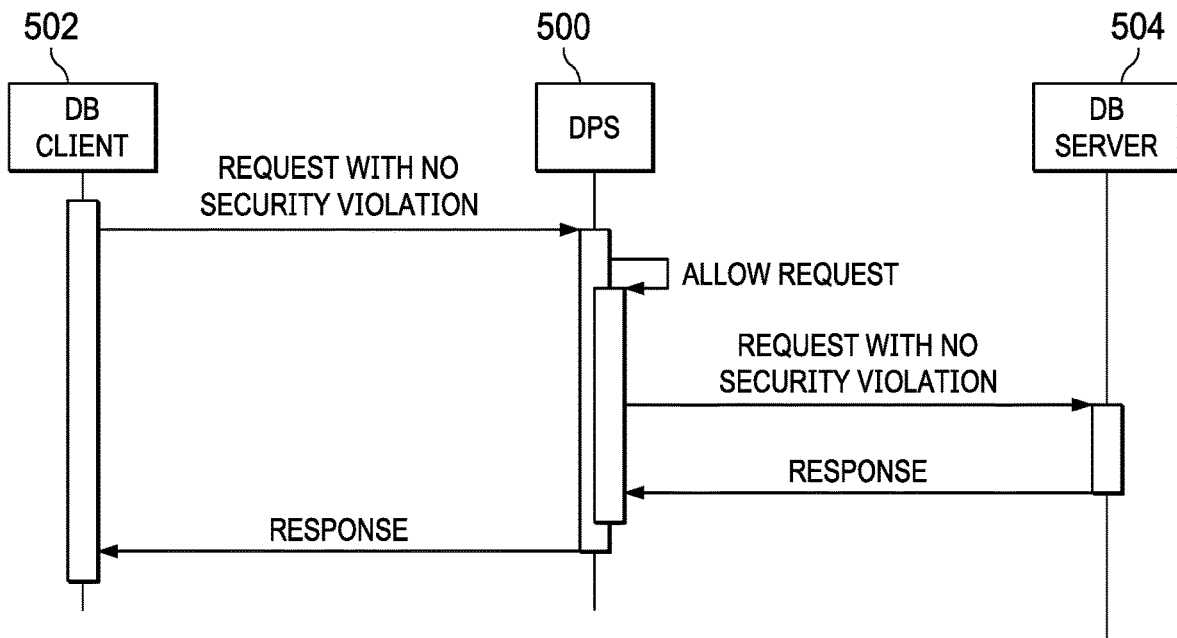 502
500
504
DB
CLIENT
DPS
DB
SERVER
REQUEST WITH NO
SECURITY VIOLATION
ALLOW REQUEST
REQUEST WITH NO
SECURITY VIOLATION
RESPONSE
RESPONSE